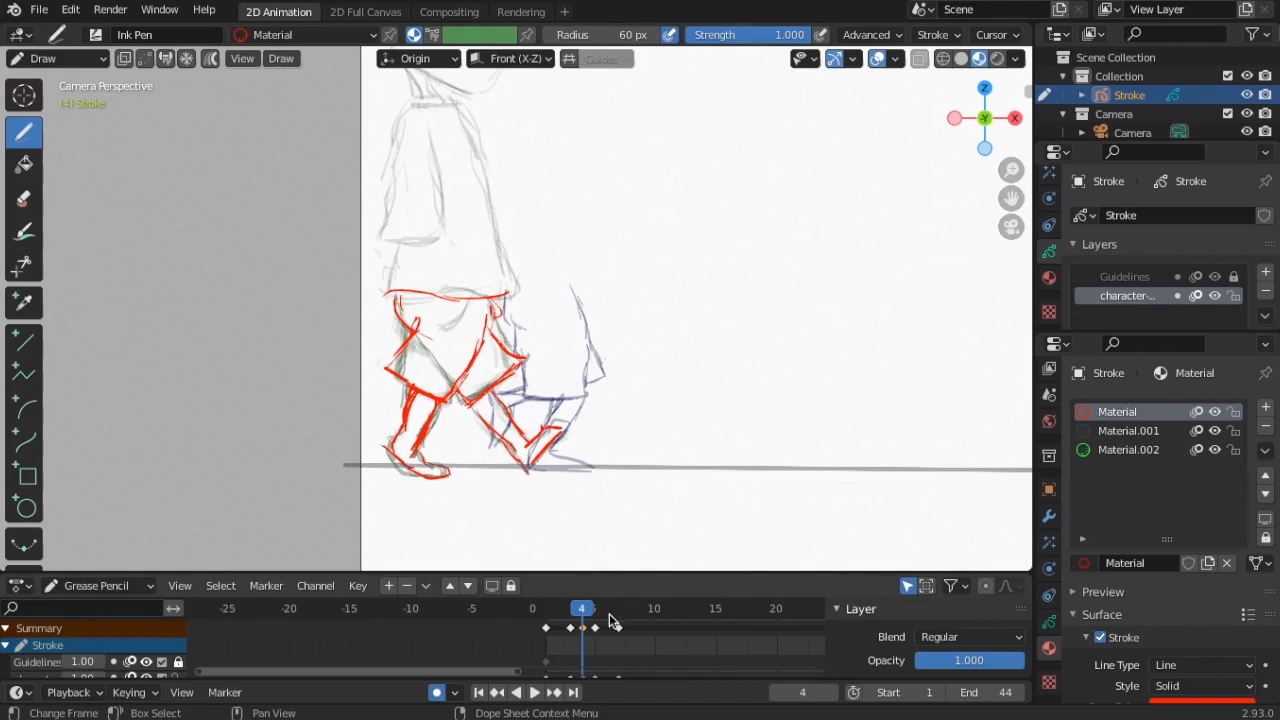 File Edit Render Window Help 2D Animation 2D Full Canvas Compositing Rendering + Scene View Layer
Ink Pen Material Radius 60 px Strength 1.000 Advanced Stroke Cursor
Draw View Draw Origin Front (X-Z) Guides
Scene Collection
Collection
Stroke
Camera
Camera
Camera Perspective
(4) Stroke
Z
-Y X
Stroke Stroke
Stroke
Layers
Guidelines
character-...
Stroke Material
Material
Material.001
Material.002
Material
Preview
Surface
Stroke
Line Type Line
Style Solid
Grease Pencil View Select Marker Channel Key
-25 -20 -15 -10 -5 0 4 10 15 20
Summary
Stroke
Guidelines 1.00
Layer
Blend Regular
Opacity 1.000
Playback Keying View Marker 4 Start 1 End 44
Change Frame Box Select Pan View Dope Sheet Context Menu 2.93.0